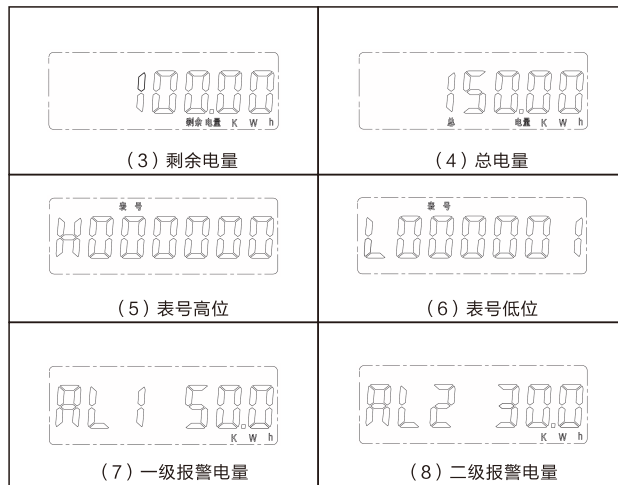 100.00
剩余 电量 K W h
(3)剩余电量
150.00
总 电量 K W h
(4)总电量
表 号
H000000
(5)表号高位
表 号
L000001
(6)表号低位
AL1 50.0
K W h
(7)一级报警电量
AL2 30.0
K W h
(8)二级报警电量